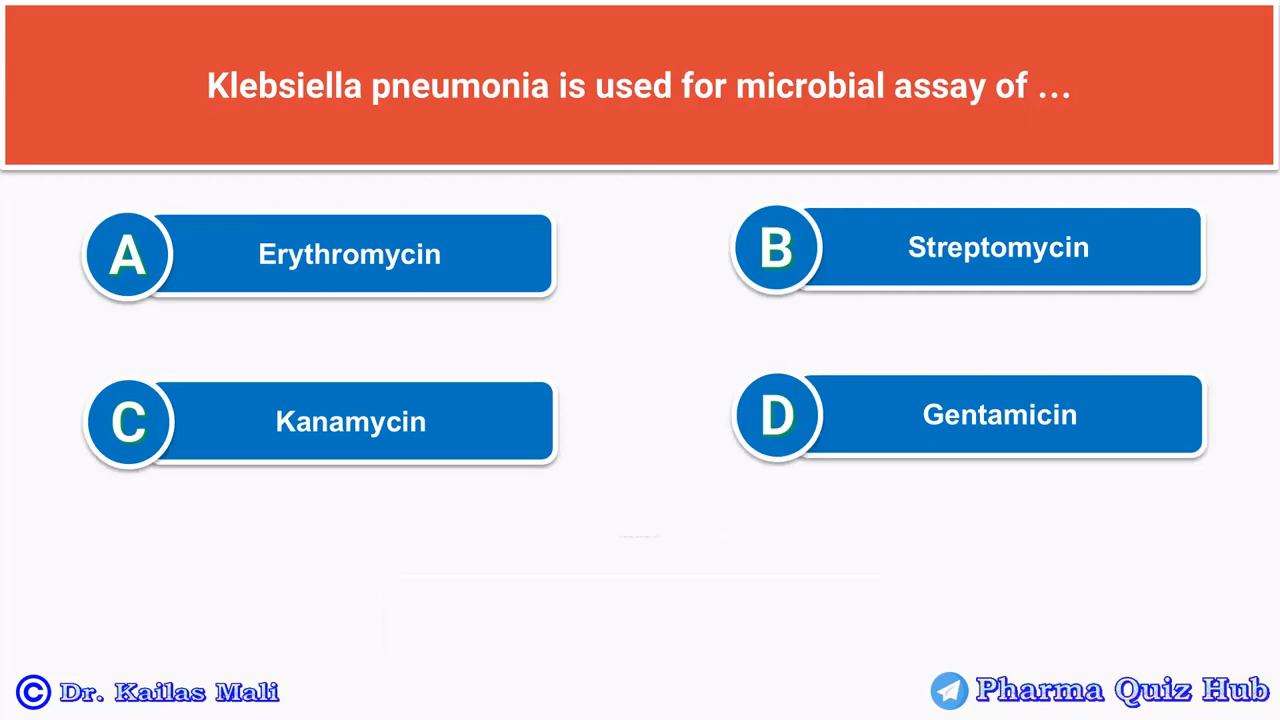 Klebsiella pneumonia is used for microbial assay of ...
A Erythromycin
B Streptomycin
C Kanamycin
D Gentamicin
© Dr. Kailas Mali
Pharma Quiz Hub